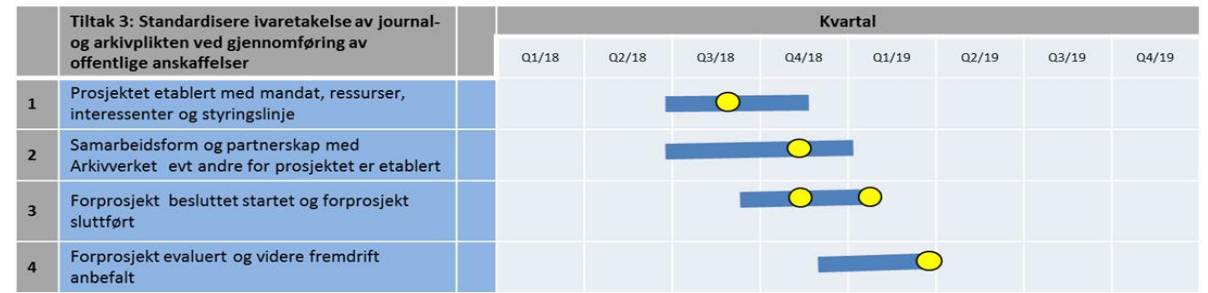 Tiltak 3: Standardisere ivaretakelse av journal-
og arkivplikten ved gjennomføring av
offentlige anskaffelser
Kvartal
Q1/18 Q2/18 Q3/18 Q4/18 Q1/19 Q2/19 Q3/19 Q4/19
1 Prosjektet etablert med mandat, ressurser,
interessenter og styringslinje
2 Samarbeidsform og partnerskap med
Arkivverket evt andre for prosjektet er etablert
3 Forprosjekt besluttet startet og forprosjekt
sluttført
4 Forprosjekt evaluert og videre fremdrift
anbefalt